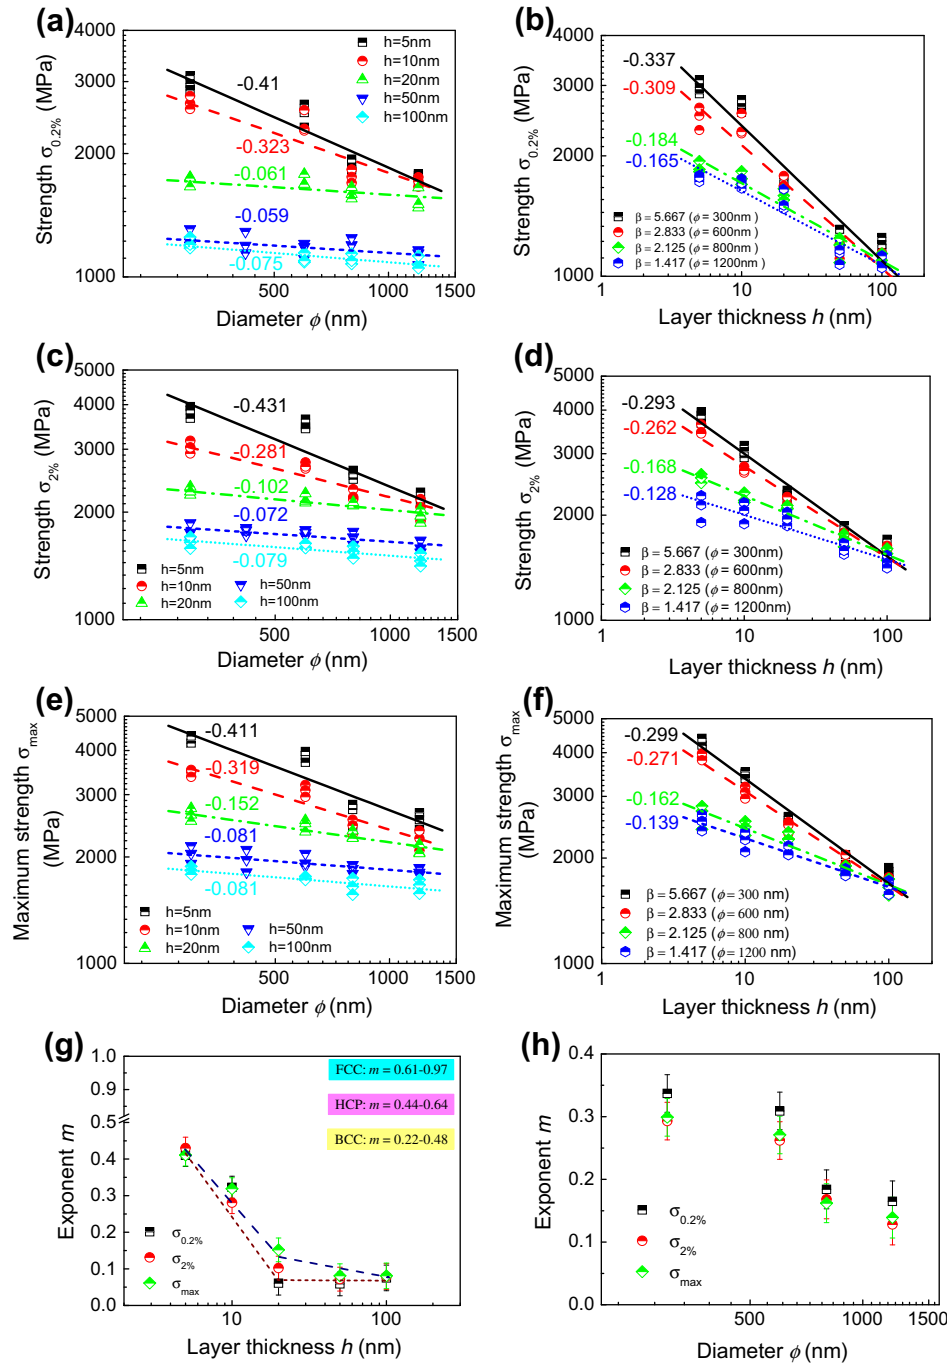 (a)
4000
3000
2000
1000
Strength σ0.2% (MPa)
-0.41
-0.323
-0.061
-0.059
-0.075
h=5nm
h=10nm
h=20nm
h=50nm
h=100nm
500
1000
1500
Diameter ϕ (nm)
(b)
4000
3000
2000
1000
Strength σ0.2% (MPa)
-0.337
-0.309
-0.184
-0.165
β = 5.667 (ϕ = 300nm )
β = 2.833 (ϕ = 600nm )
β = 2.125 (ϕ = 800nm )
β = 1.417 (ϕ = 1200nm )
1
10
100
Layer thickness h (nm)
(c)
5000
4000
3000
2000
1000
Strength σ2% (MPa)
-0.431
-0.281
-0.102
-0.072
-0.079
h=5nm
h=10nm
h=20nm
h=50nm
h=100nm
500
1000
1500
Diameter ϕ (nm)
(d)
5000
4000
3000
2000
1000
Strength σ2% (MPa)
-0.293
-0.262
-0.168
-0.128
β = 5.667 (ϕ = 300nm)
β = 2.833 (ϕ = 600nm)
β = 2.125 (ϕ = 800nm)
β = 1.417 (ϕ = 1200nm)
1
10
100
Layer thickness h (nm)
(e)
5000
4000
3000
2000
1000
Maximum strength σmax
(MPa)
-0.411
-0.319
-0.152
-0.081
-0.081
h=5nm
h=10nm
h=20nm
h=50nm
h=100nm
500
1000
1500
Diameter ϕ (nm)
(f)
5000
4000
3000
2000
1000
Maximum strength σmax
(MPa)
-0.299
-0.271
-0.162
-0.139
β = 5.667 (ϕ = 300 nm)
β = 2.833 (ϕ = 600 nm)
β = 2.125 (ϕ = 800 nm)
β = 1.417 (ϕ = 1200 nm)
1
10
100
Layer thickness h (nm)
(g)
1.0
0.8
0.6
0.5
0.4
0.3
0.2
0.1
0.0
Exponent m
FCC: m = 0.61-0.97
HCP: m = 0.44-0.64
BCC: m = 0.22-0.48
σ0.2%
σ2%
σmax
10
100
Layer thickness h (nm)
(h)
0.4
0.3
0.2
0.1
0.0
Exponent m
σ0.2%
σ2%
σmax
500
1000
1500
Diameter ϕ (nm)